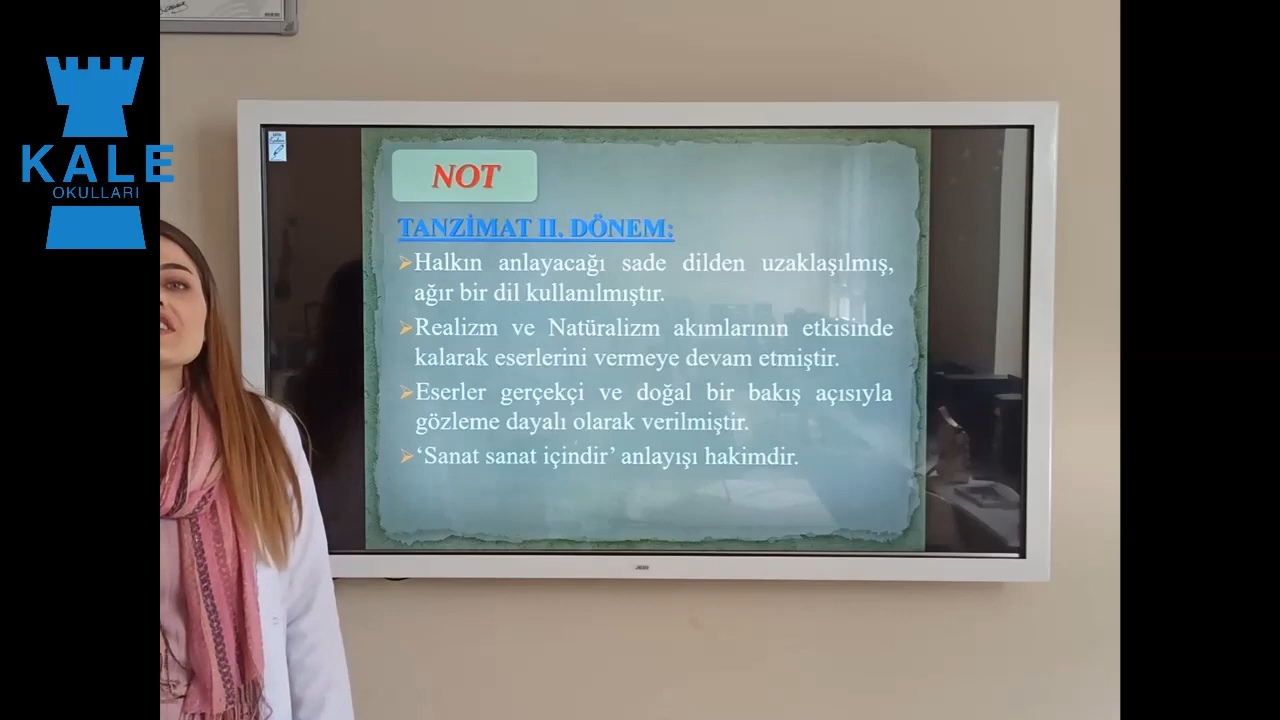 KALE
OKULLARI
NOT
TANZİMAT II. DÖNEM:
Halkın anlayacağı sade dilden uzaklaşılmış,
ağır bir dil kullanılmıştır.
Realizm ve Natüralizm akımlarının etkisinde
kalarak eserlerini vermeye devam etmiştir.
Eserler gerçekçi ve doğal bir bakış açısıyla
gözleme dayalı olarak verilmiştir.
‘Sanat sanat içindir’ anlayışı hakimdir.